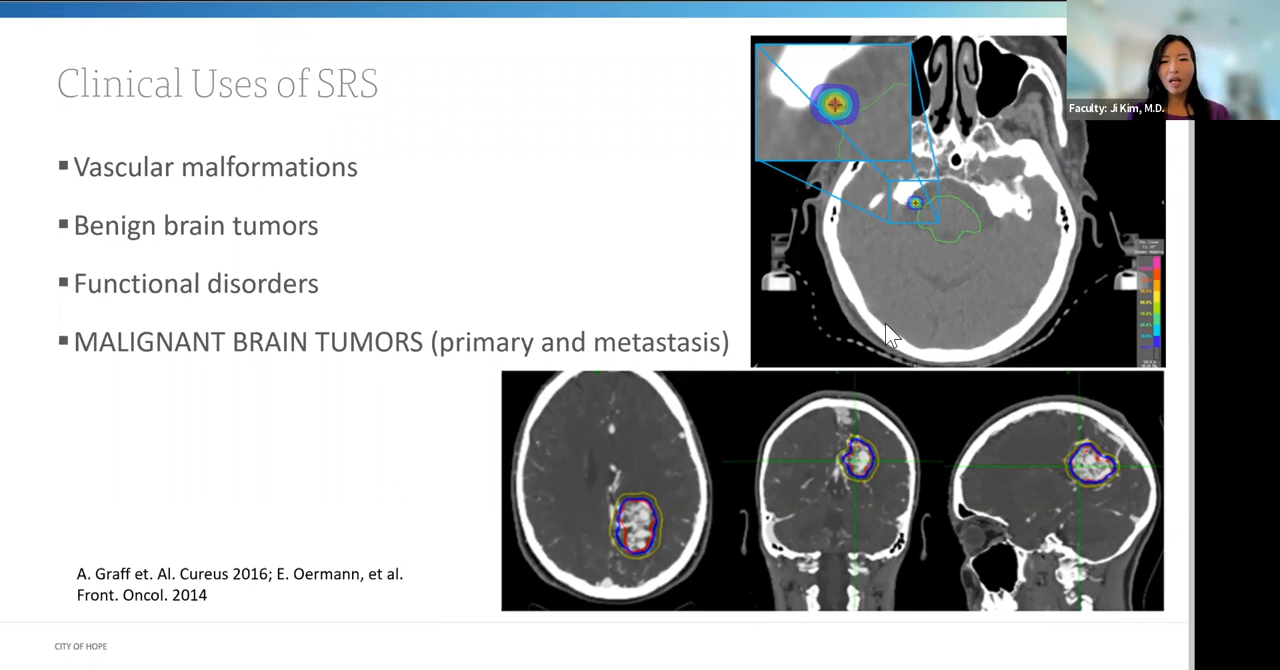 Clinical Uses of SRS
Faculty: Ji Kim, M.D.
▪Vascular malformations
▪Benign brain tumors
▪Functional disorders
▪MALIGNANT BRAIN TUMORS (primary and metastasis)
A. Graff et. Al. Cureus 2016; E. Oermann, et al.
Front. Oncol. 2014
CITY OF HOPE